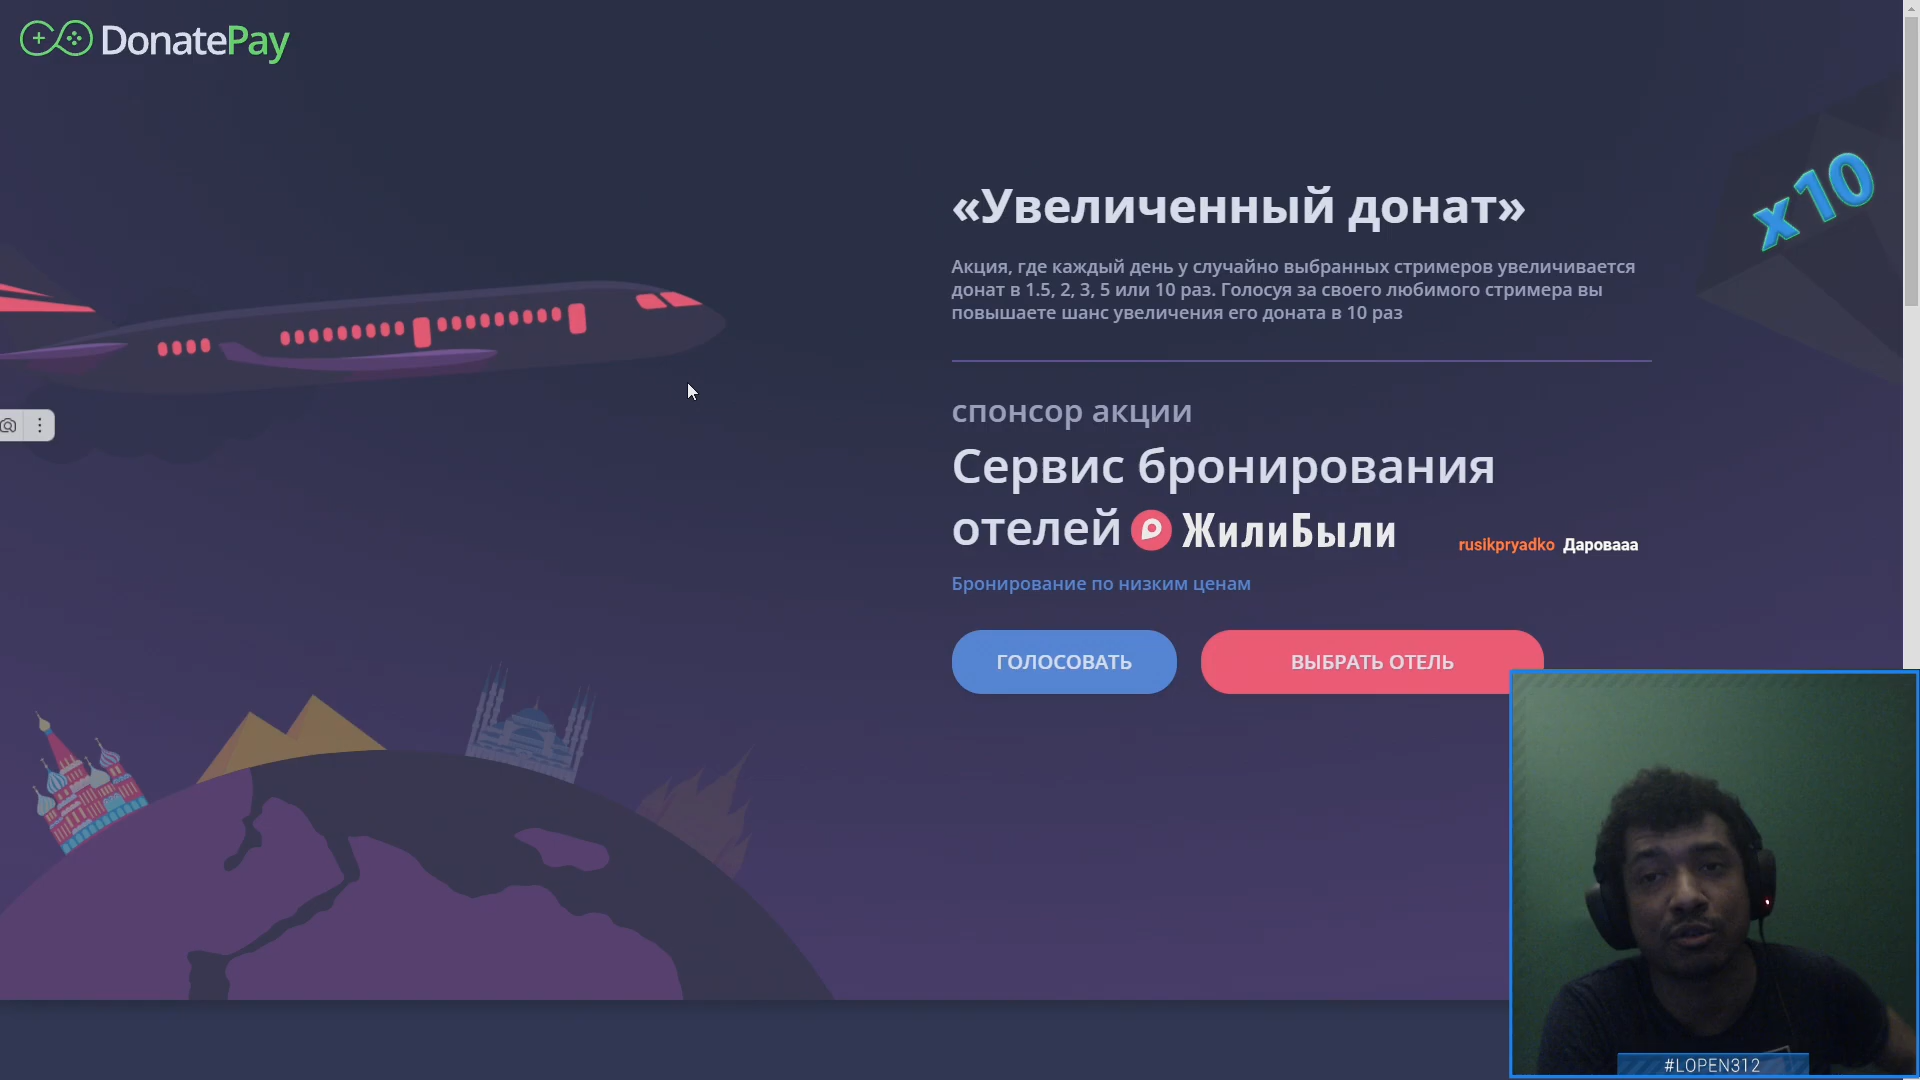 DonatePay
x10
«Увеличенный донат»
Акция, где каждый день у случайно выбранных стримеров увеличивается
донат в 1.5, 2, 3, 5 или 10 раз. Голосуя за своего любимого стримера вы
повышаете шанс увеличения его доната в 10 раз
спонсор акции
Сервис бронирования
отелей ЖилиБыли
rusikpryadko Даровааа
Бронирование по низким ценам
ГОЛОСОВАТЬ
ВЫБРАТЬ ОТЕЛЬ
#LOPEN312